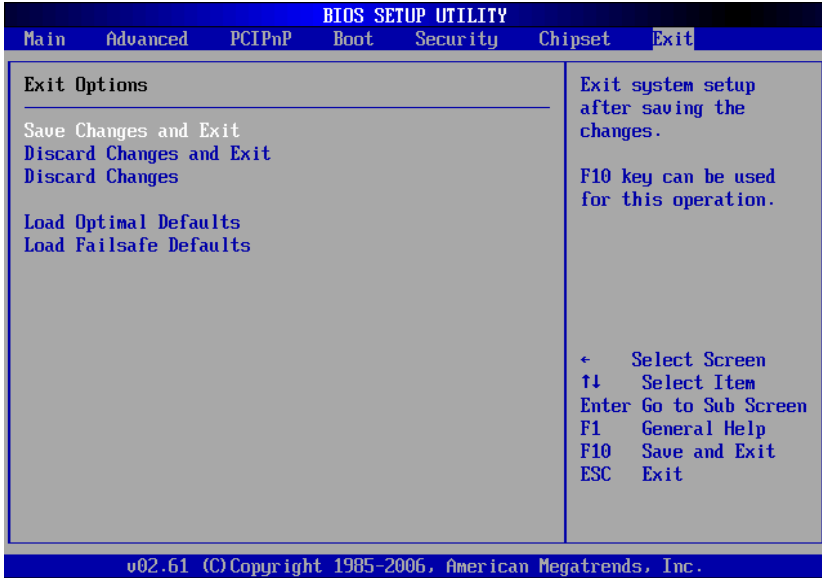 BIOS SETUP UTILITY
Main Advanced PCIPnP Boot Security Chipset Exit
Exit Options
Save Changes and Exit
Discard Changes and Exit
Discard Changes
Load Optimal Defaults
Load Failsafe Defaults
Exit system setup
after saving the
changes.
F10 key can be used
for this operation.
← Select Screen
↑↓ Select Item
Enter Go to Sub Screen
F1 General Help
F10 Save and Exit
ESC Exit
v02.61 (C)Copyright 1985-2006, American Megatrends, Inc.